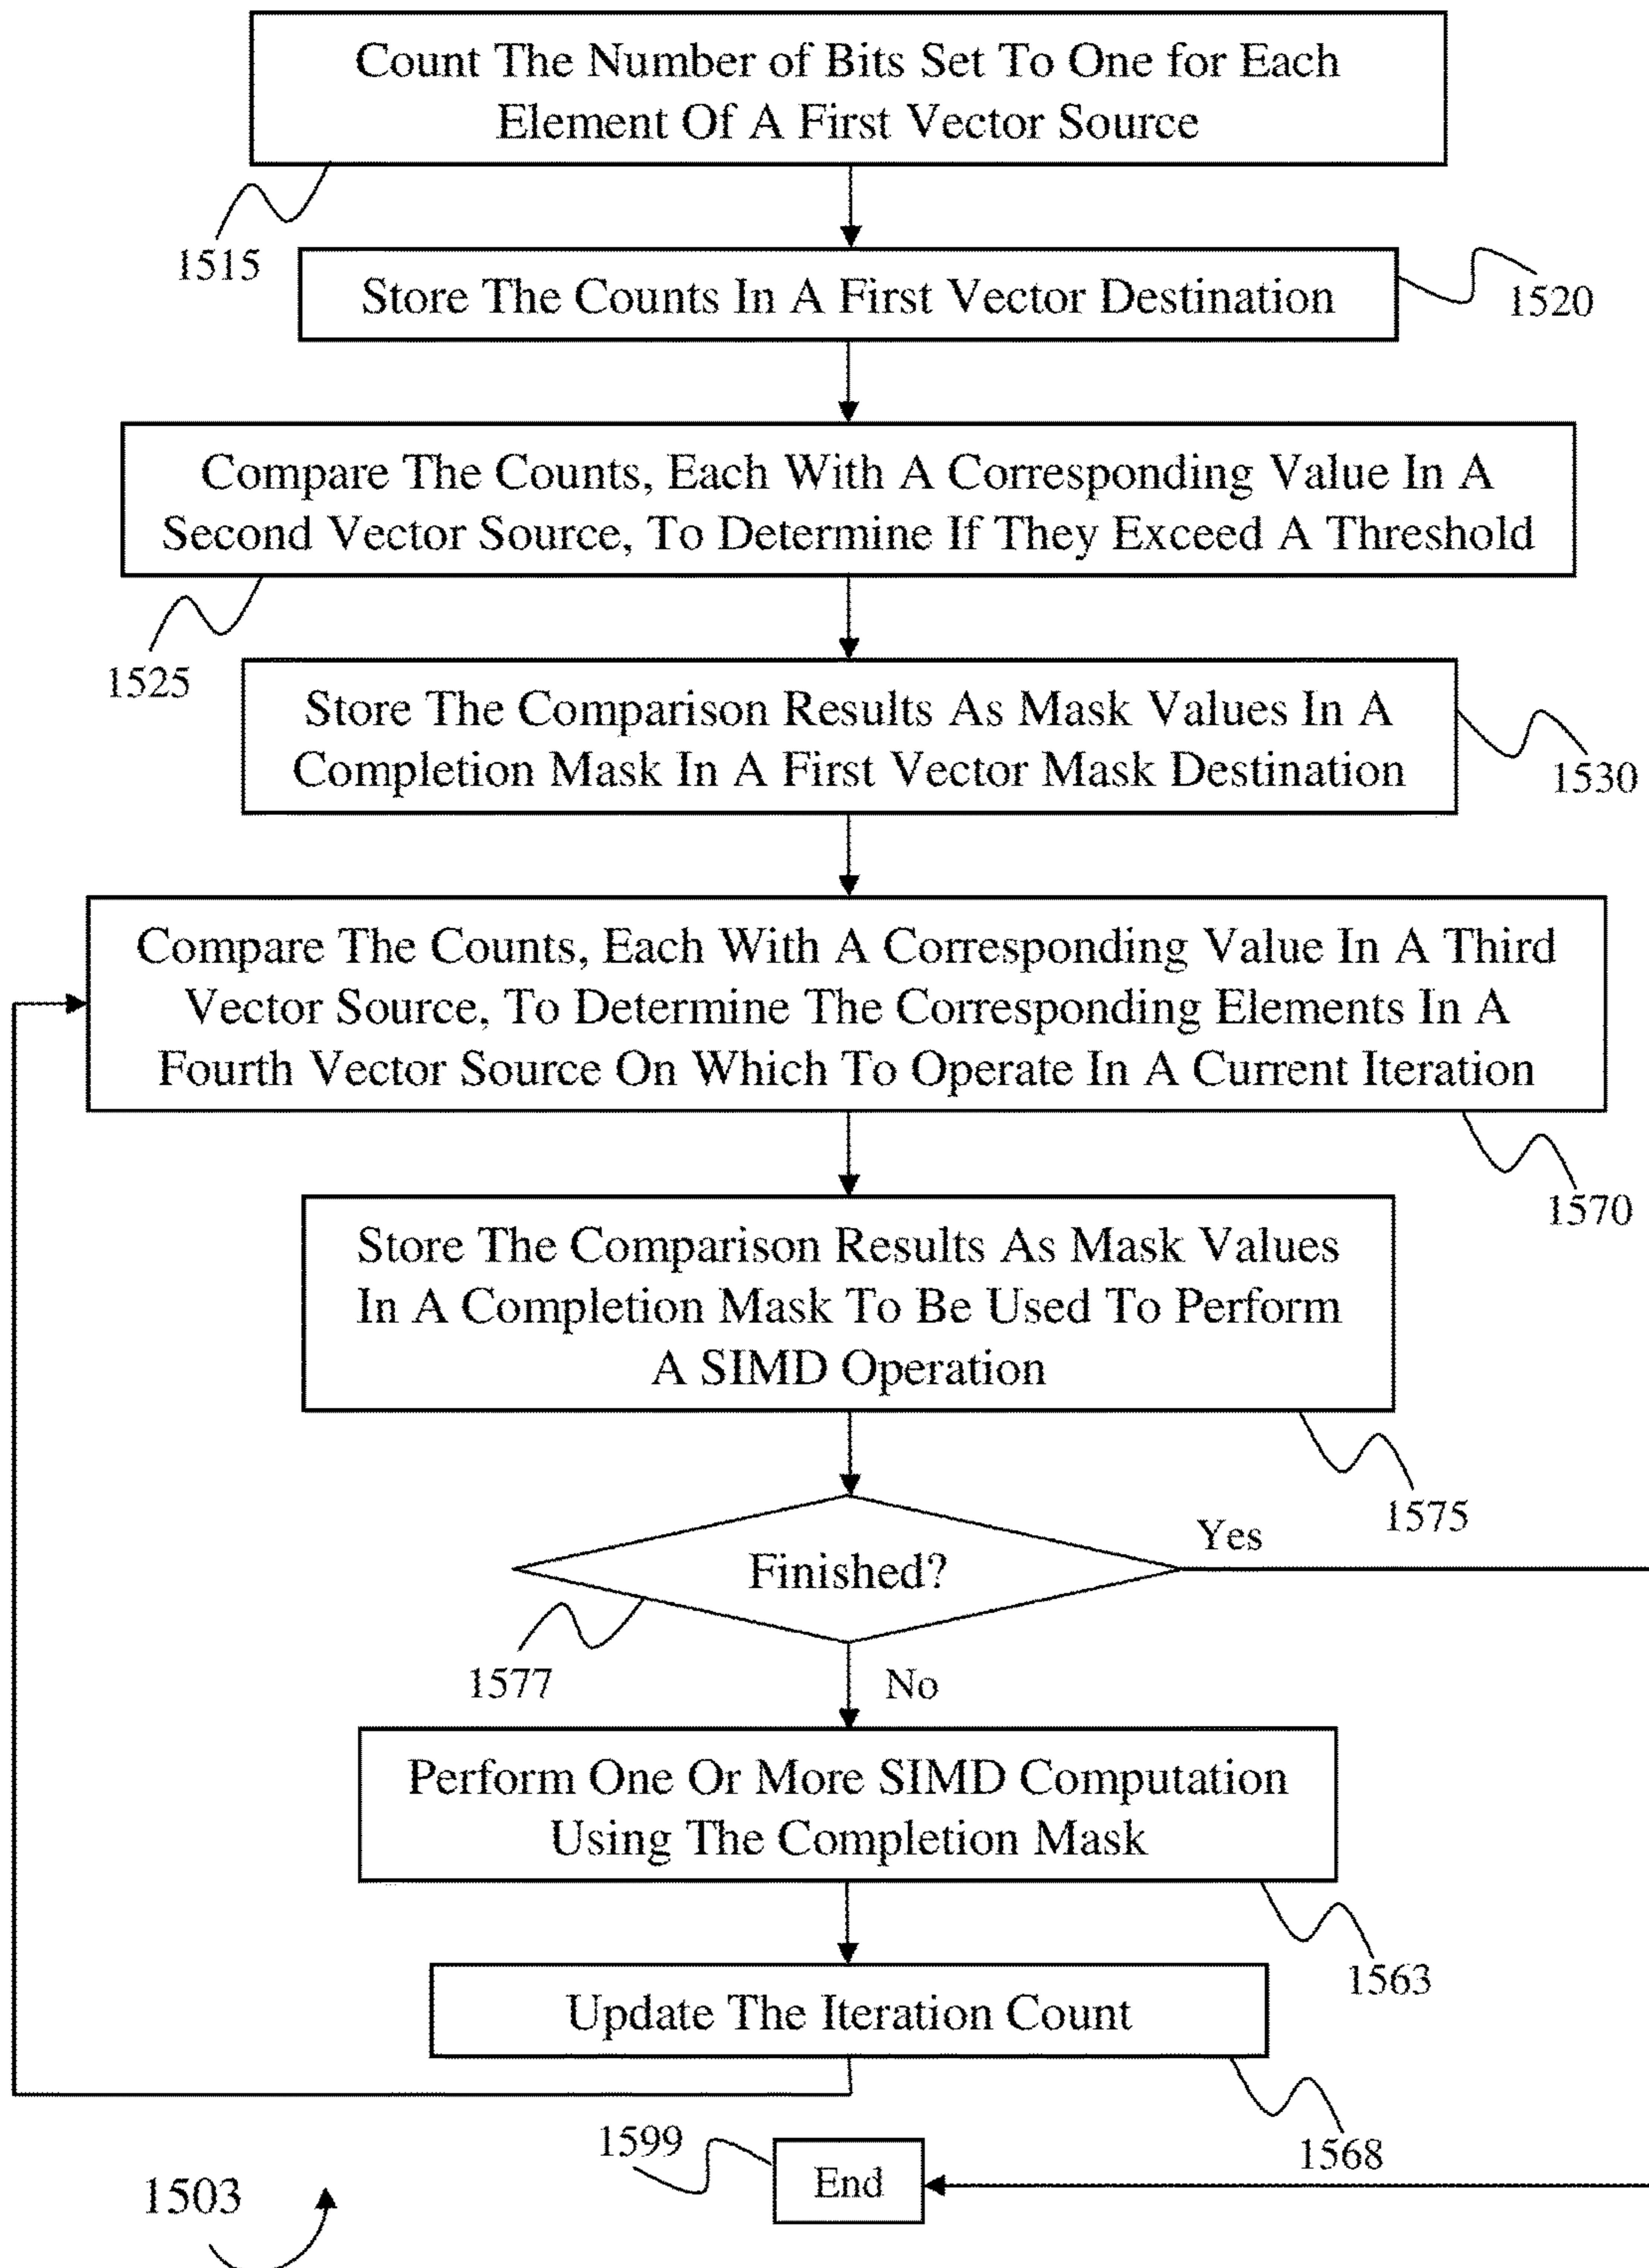 Count The Number of Bits Set To One for Each
Element Of A First Vector Source
1515
Store The Counts In A First Vector Destination
1520
Compare The Counts, Each With A Corresponding Value In A
Second Vector Source, To Determine If They Exceed A Threshold
1525
Store The Comparison Results As Mask Values In A
Completion Mask In A First Vector Mask Destination
1530
Compare The Counts, Each With A Corresponding Value In A Third
Vector Source, To Determine The Corresponding Elements In A
Fourth Vector Source On Which To Operate In A Current Iteration
1570
Store The Comparison Results As Mask Values
In A Completion Mask To Be Used To Perform
A SIMD Operation
1575
Finished?
Yes
1577
No
Perform One Or More SIMD Computation
Using The Completion Mask
1563
Update The Iteration Count
1568
1599
End
1503